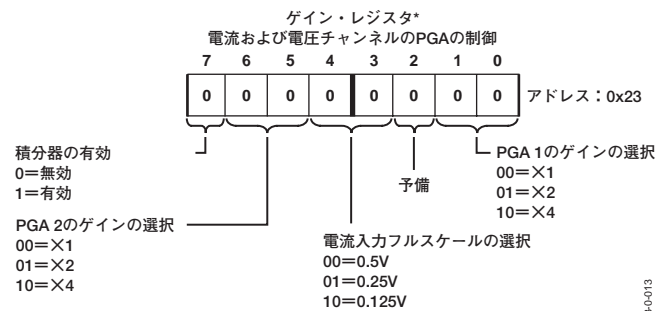 ゲイン・レジスタ*
電流および電圧チャンネルのPGAの制御
7 6 5 4 3 2 1 0
0 0 0 0 0 0 0 0 アドレス：0x23
積分器の有効
0＝無効
1＝有効
PGA 2のゲインの選択
00＝×1
01＝×2
10＝×4
電流入力フルスケールの選択
00＝0.5V
01＝0.25V
10＝0.125V
予備
PGA 1のゲインの選択
00＝×1
01＝×2
10＝×4